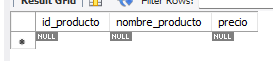 Result Grid Filter Rows:
id_producto nombre_producto precio
NULL NULL NULL